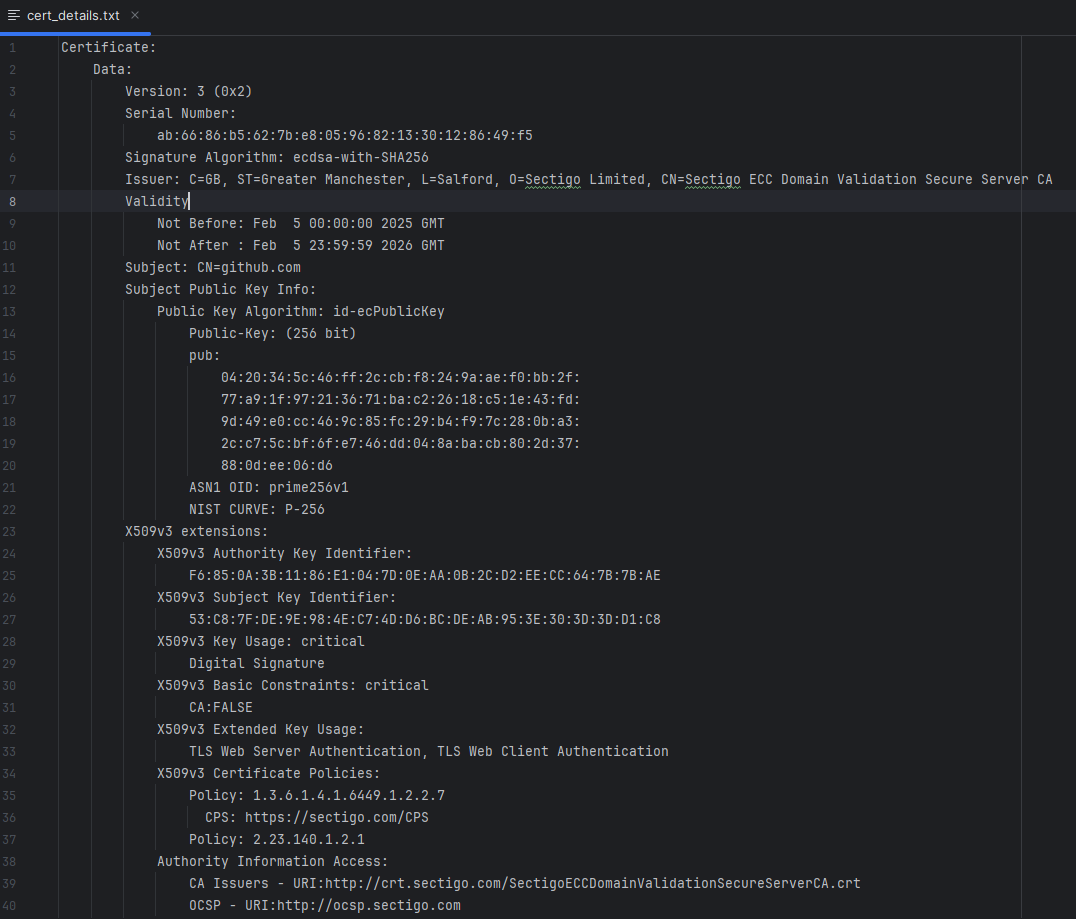 cert_details.txt
1 Certificate:
2 Data:
3 Version: 3 (0x2)
4 Serial Number:
5 ab:66:86:b5:62:7b:e8:05:96:82:13:30:12:86:49:f5
6 Signature Algorithm: ecdsa-with-SHA256
7 Issuer: C=GB, ST=Greater Manchester, L=Salford, O=Sectigo Limited, CN=Sectigo ECC Domain Validation Secure Server CA
8 Validity
9 Not Before: Feb  5 00:00:00 2025 GMT
10 Not After : Feb  5 23:59:59 2026 GMT
11 Subject: CN=github.com
12 Subject Public Key Info:
13 Public Key Algorithm: id-ecPublicKey
14 Public-Key: (256 bit)
15 pub:
16 04:20:34:5c:46:ff:2c:cb:f8:24:9a:ae:f0:bb:2f:
17 77:a9:1f:97:21:36:71:ba:c2:26:18:c5:1e:43:fd:
18 9d:49:e0:cc:46:9c:85:fc:29:b4:f9:7c:28:0b:a3:
19 2c:c7:5c:bf:6f:e7:46:dd:04:8a:ba:cb:80:2d:37:
20 88:0d:ee:06:d6
21 ASN1 OID: prime256v1
22 NIST CURVE: P-256
23 X509v3 extensions:
24 X509v3 Authority Key Identifier:
25 F6:85:0A:3B:11:86:E1:04:7D:0E:AA:0B:2C:D2:EE:CC:64:7B:7B:AE
26 X509v3 Subject Key Identifier:
27 53:C8:7F:DE:9E:98:4E:C7:4D:D6:BC:DE:AB:95:3E:30:3D:3D:D1:C8
28 X509v3 Key Usage: critical
29 Digital Signature
30 X509v3 Basic Constraints: critical
31 CA:FALSE
32 X509v3 Extended Key Usage:
33 TLS Web Server Authentication, TLS Web Client Authentication
34 X509v3 Certificate Policies:
35 Policy: 1.3.6.1.4.1.6449.1.2.2.7
36 CPS: https://sectigo.com/CPS
37 Policy: 2.23.140.1.2.1
38 Authority Information Access:
39 CA Issuers - URI:http://crt.sectigo.com/SectigoECCDomainValidationSecureServerCA.crt
40 OCSP - URI:http://ocsp.sectigo.com